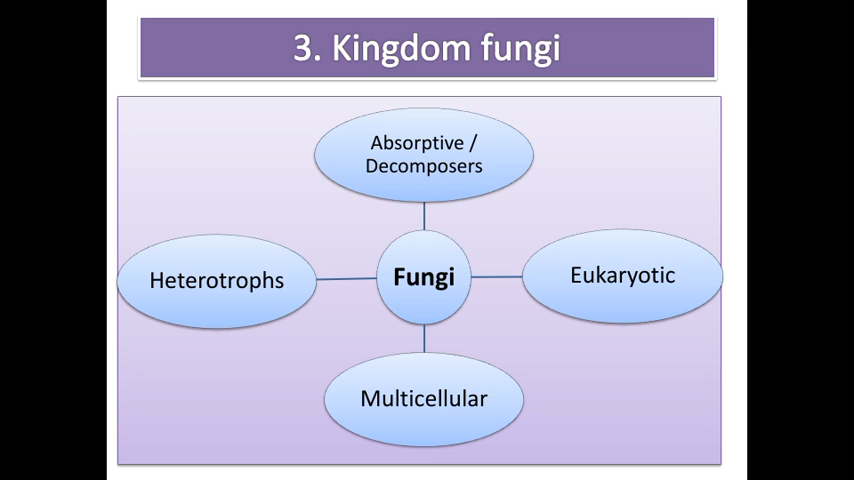 3. Kingdom fungi
Absorptive /
Decomposers
Heterotrophs
Fungi
Eukaryotic
Multicellular